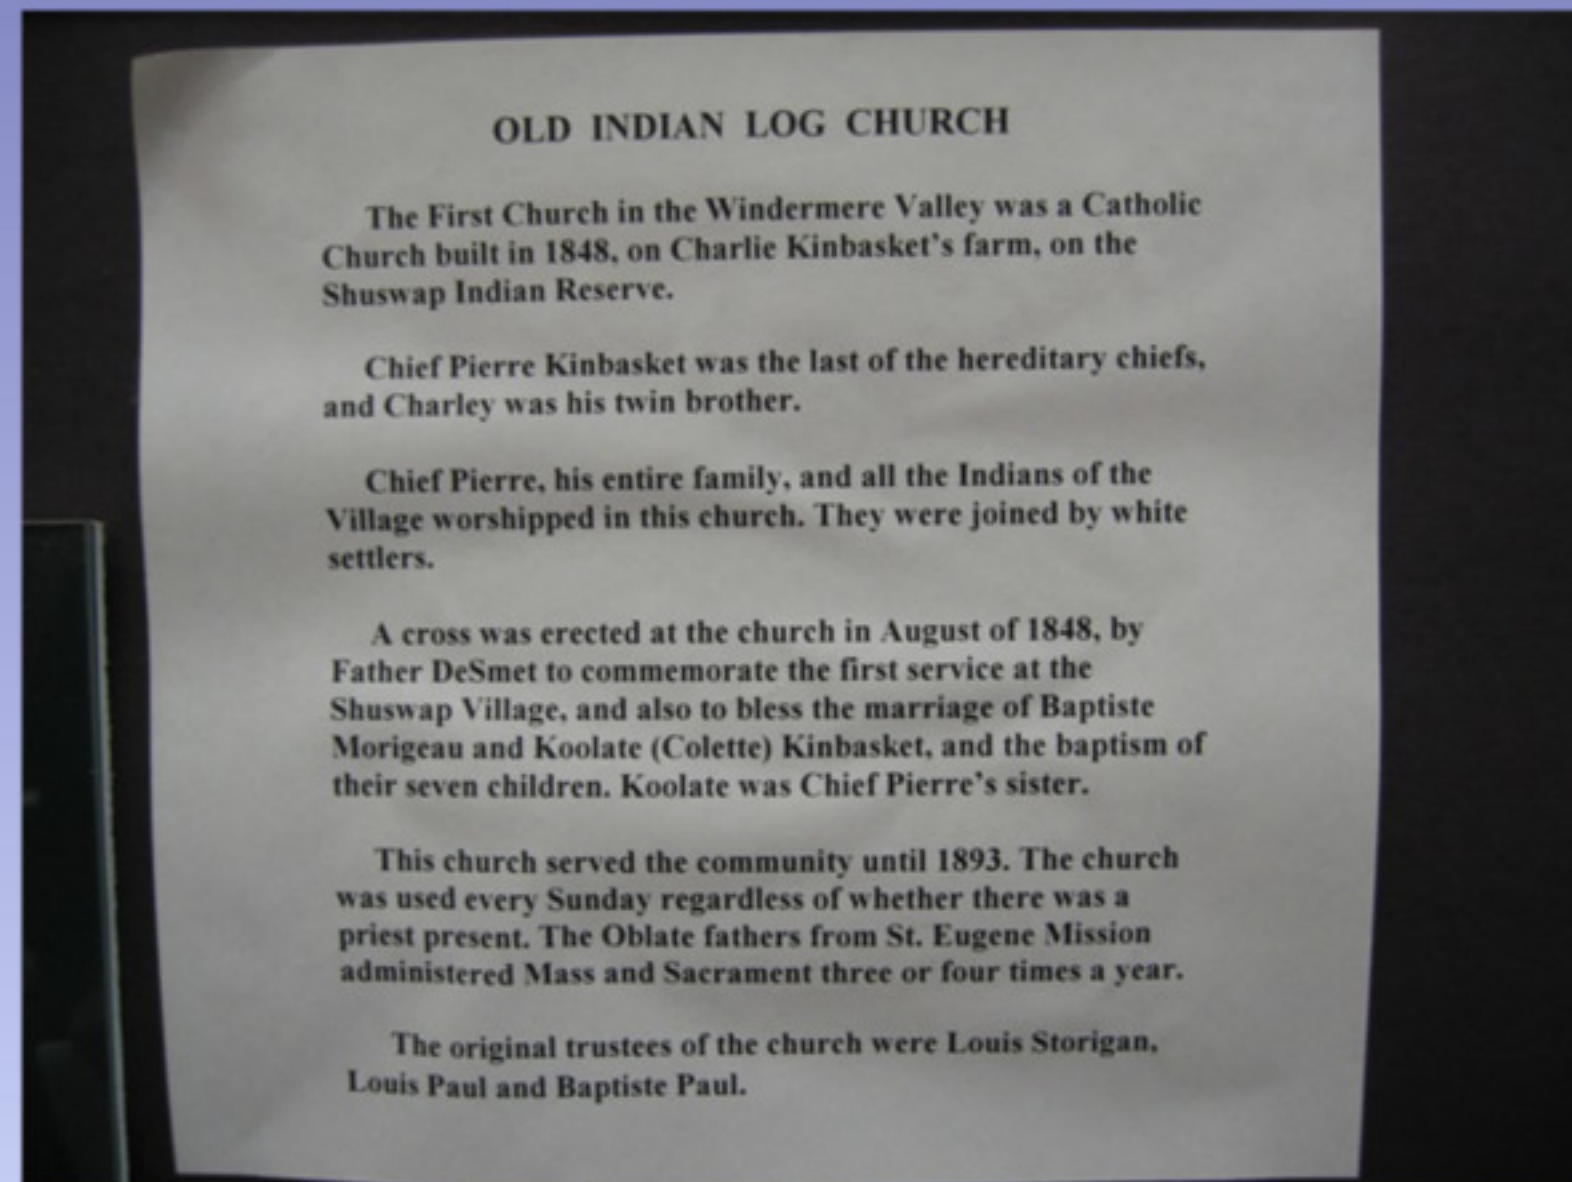 OLD INDIAN LOG CHURCH
The First Church in the Windermere Valley was a Catholic
Church built in 1848, on Charlie Kinbasket's farm, on the
Shuswap Indian Reserve.
Chief Pierre Kinbasket was the last of the hereditary chiefs,
and Charley was his twin brother.
Chief Pierre, his entire family, and all the Indians of the
Village worshipped in this church. They were joined by white
settlers.
A cross was erected at the church in August of 1848, by
Father DeSmet to commemorate the first service at the
Shuswap Village, and also to bless the marriage of Baptiste
Morigeau and Koolate (Colette) Kinbasket, and the baptism of
their seven children. Koolate was Chief Pierre's sister.
This church served the community until 1893. The church
was used every Sunday regardless of whether there was a
priest present. The Oblate fathers from St. Eugene Mission
administered Mass and Sacrament three or four times a year.
The original trustees of the church were Louis Storigan,
Louis Paul and Baptiste Paul.